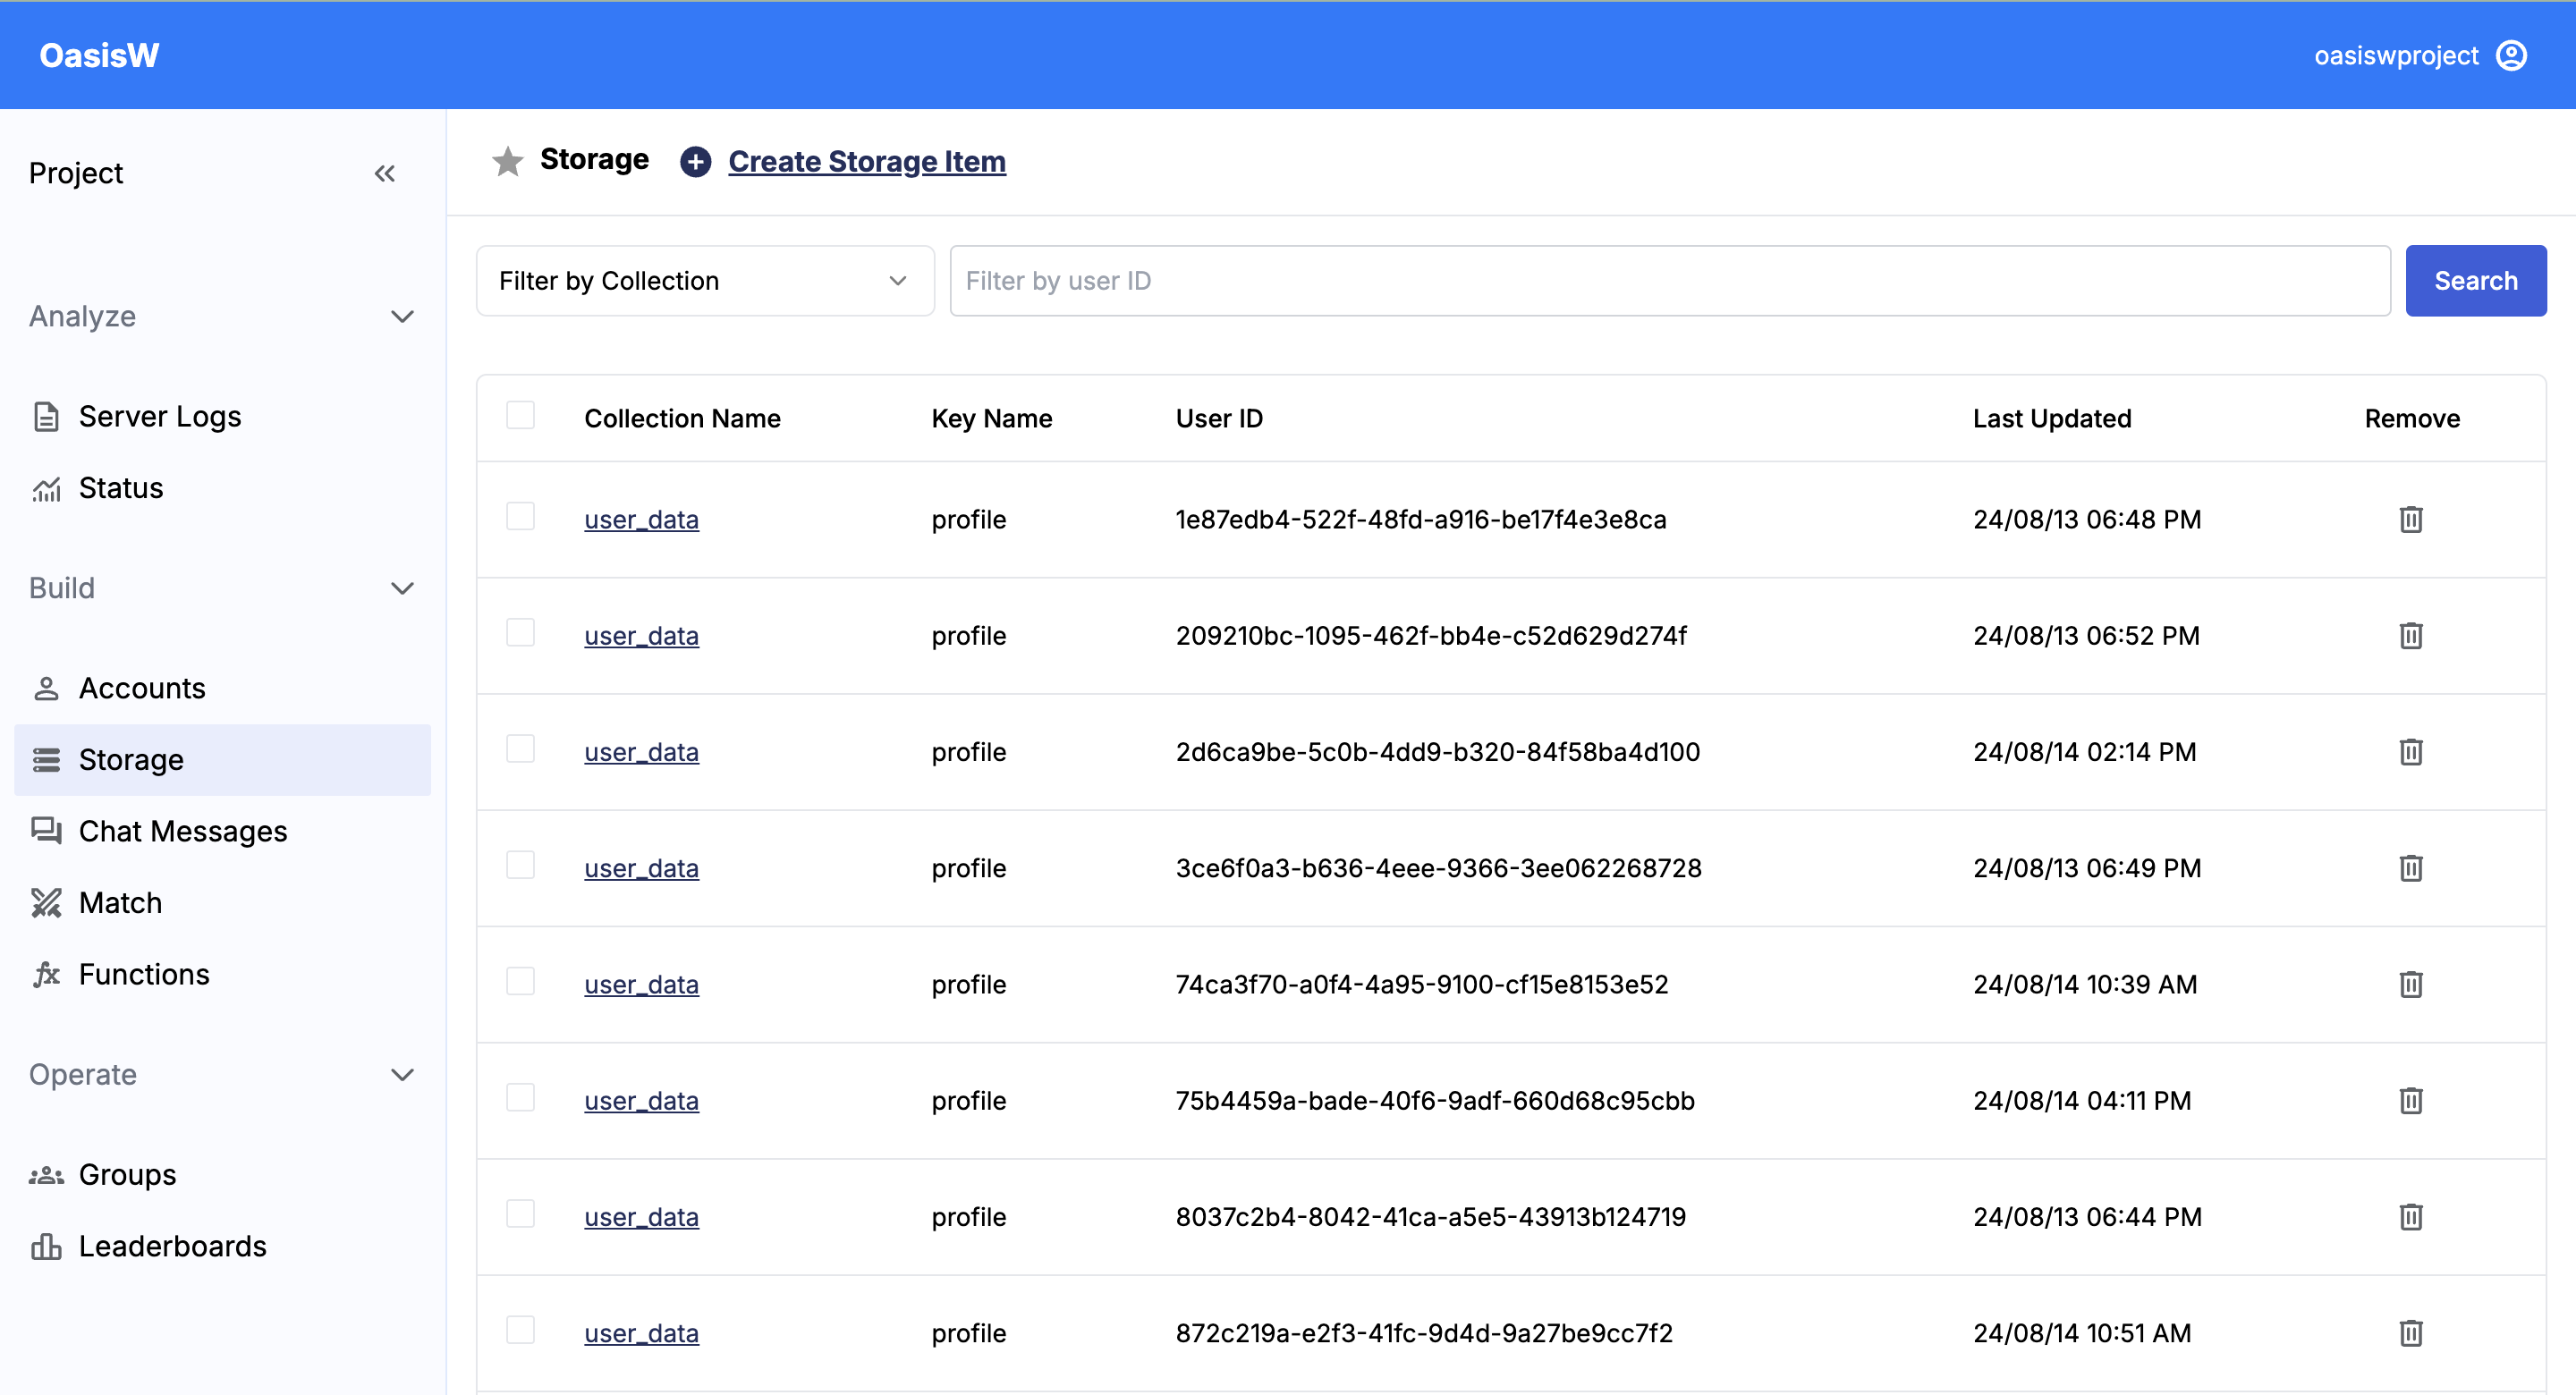 OasisW
oasiswproject
Project
Analyze
Server Logs
Status
Build
Accounts
Storage
Chat Messages
Match
Functions
Operate
Groups
Leaderboards
Storage Create Storage Item
Filter by Collection Filter by user ID Search
Collection Name Key Name User ID Last Updated Remove
user_data profile 1e87edb4-522f-48fd-a916-be17f4e3e8ca 24/08/13 06:48 PM
user_data profile 209210bc-1095-462f-bb4e-c52d629d274f 24/08/13 06:52 PM
user_data profile 2d6ca9be-5c0b-4dd9-b320-84f58ba4d100 24/08/14 02:14 PM
user_data profile 3ce6f0a3-b636-4eee-9366-3ee062268728 24/08/13 06:49 PM
user_data profile 74ca3f70-a0f4-4a95-9100-cf15e8153e52 24/08/14 10:39 AM
user_data profile 75b4459a-bade-40f6-9adf-660d68c95cbb 24/08/14 04:11 PM
user_data profile 8037c2b4-8042-41ca-a5e5-43913b124719 24/08/13 06:44 PM
user_data profile 872c219a-e2f3-41fc-9d4d-9a27be9cc7f2 24/08/14 10:51 AM